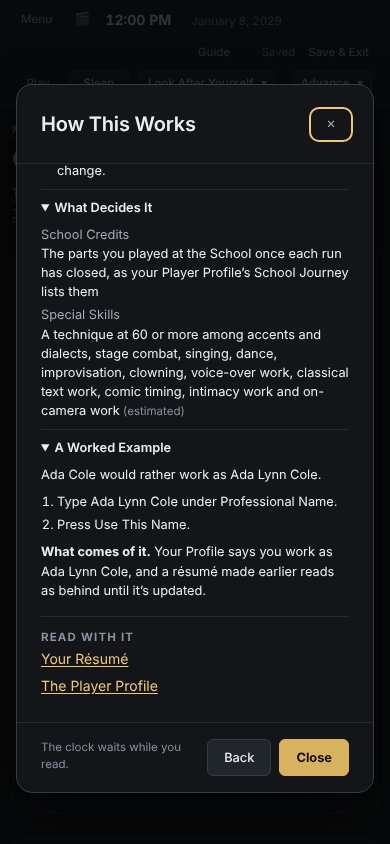 Menu 🎬 12:00 PM January 8, 2029
Guide Saved Save & Exit
Play Sleep Look After Yourself ▾ Advance ▾
How This Works ×
change.
▼ What Decides It
School Credits
The parts you played at the School once each run
has closed, as your Player Profile’s School Journey
lists them
Special Skills
A technique at 60 or more among accents and
dialects, stage combat, singing, dance,
improvisation, clowning, voice-over work, classical
text work, comic timing, intimacy work and on-
camera work (estimated)
▼ A Worked Example
Ada Cole would rather work as Ada Lynn Cole.
1. Type Ada Lynn Cole under Professional Name.
2. Press Use This Name.
What comes of it. Your Profile says you work as
Ada Lynn Cole, and a résumé made earlier reads
as behind until it’s updated.
READ WITH IT
Your Résumé
The Player Profile
The clock waits while you
read.
Back Close